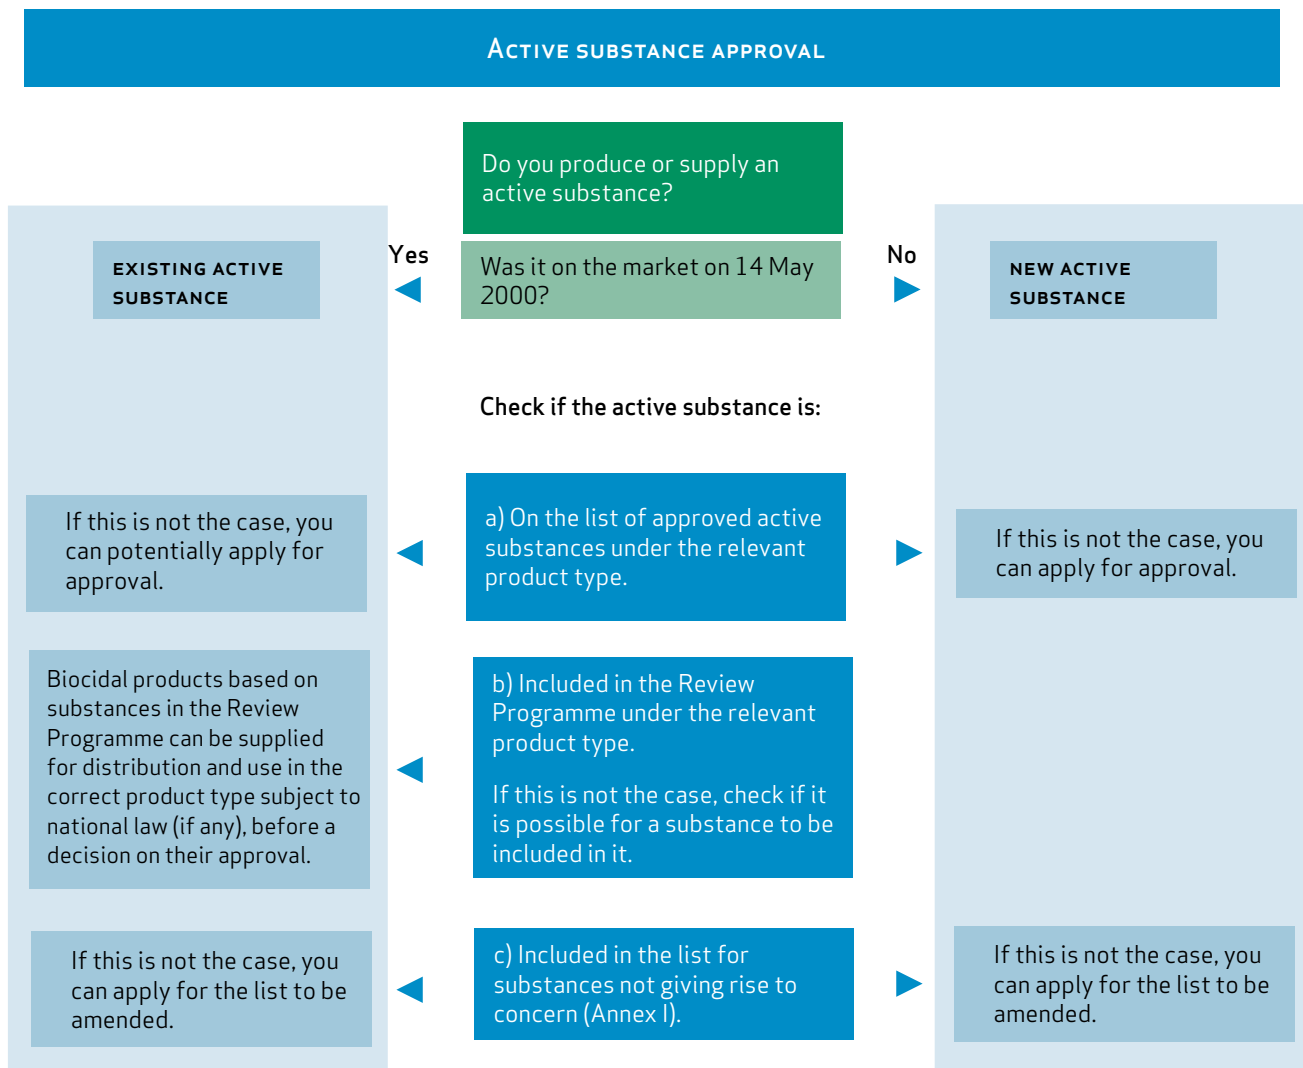 ACTIVE SUBSTANCE APPROVAL
Do you produce or supply an
active substance?
Yes
Was it on the market on 14 May
2000?
No
EXISTING ACTIVE
SUBSTANCE
NEW ACTIVE
SUBSTANCE
Check if the active substance is:
If this is not the case, you
can potentially apply for
approval.
a) On the list of approved active
substances under the relevant
product type.
If this is not the case, you
can apply for approval.
Biocidal products based on
substances in the Review
Programme can be supplied
for distribution and use in the
correct product type subject to
national law (if any), before a
decision on their approval.
b) Included in the Review
Programme under the relevant
product type.
If this is not the case, check if it
is possible for a substance to be
included in it.
If this is not the case, you
can apply for the list to be
amended.
c) Included in the list for
substances not giving rise to
concern (Annex I).
If this is not the case, you
can apply for the list to be
amended.